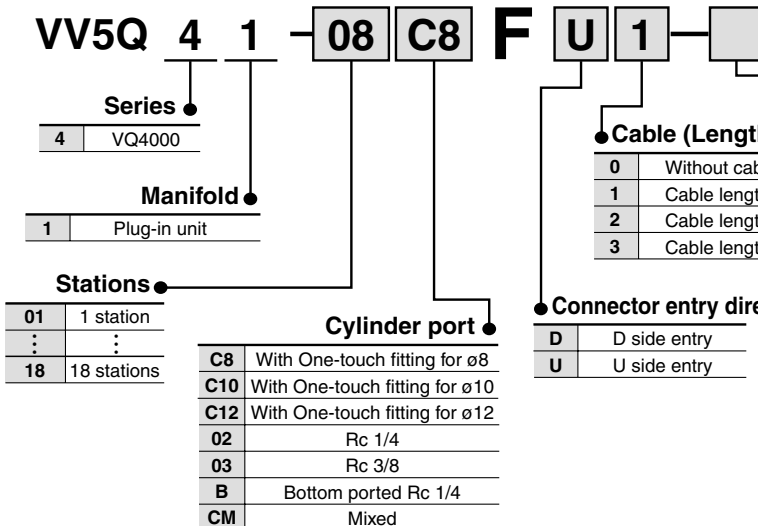 VV5Q 4 1 - 08 C8 F U 1 -
Series
4 VQ4000
Manifold
1 Plug-in unit
Stations
01 1 station
⋮ ⋮
18 18 stations
Cylinder port
C8 With One-touch fitting for ø8
C10 With One-touch fitting for ø10
C12 With One-touch fitting for ø12
02 Rc 1/4
03 Rc 3/8
B Bottom ported Rc 1/4
CM Mixed
Cable
0 Without
1 Cable
2 Cable
3 Cable
Connector entry
D D side entry
U U side entry